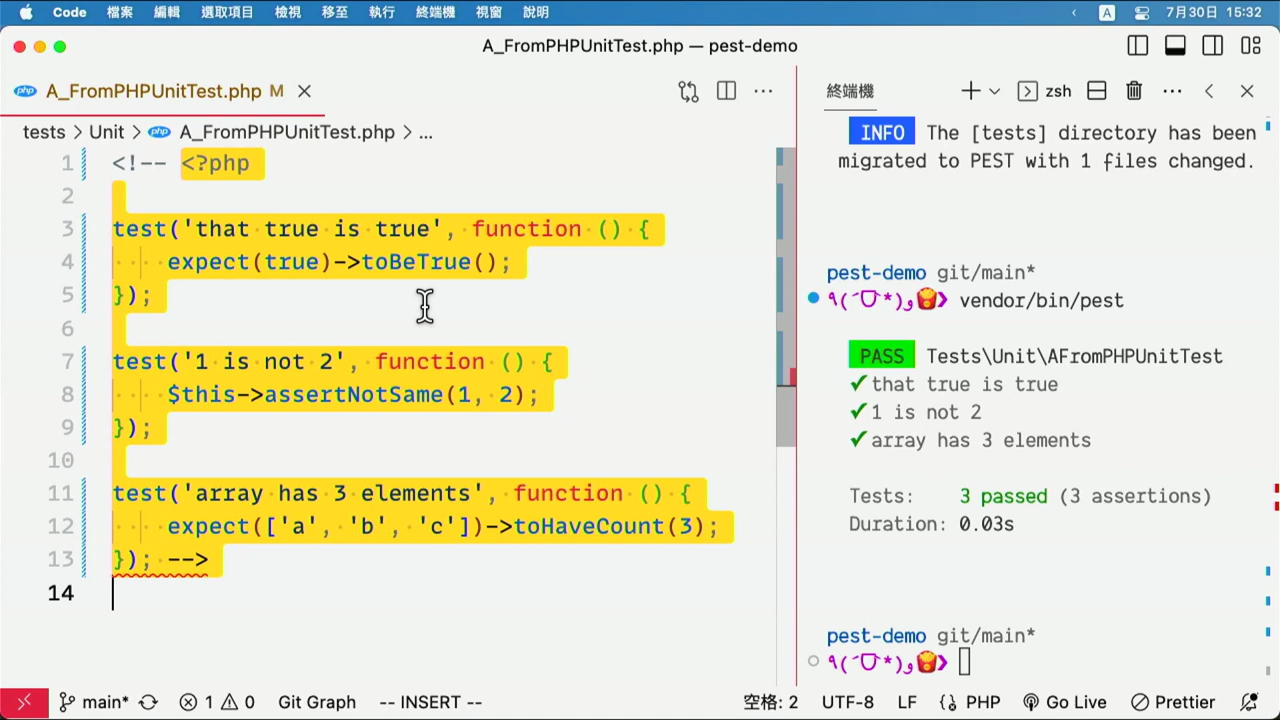 Code 檔案 編輯 選取項目 檢視 移至 執行 終端機 視窗 說明 A 7月30日 15:32
A_FromPHPUnitTest.php — pest-demo
php A_FromPHPUnitTest.php M
tests > Unit > php A_FromPHPUnitTest.php > ...
1 <!-- <?php
2
3 test('that true is true', function () {
4 expect(true)->toBeTrue();
5 });
6
7 test('1 is not 2', function () {
8 $this->assertNotSame(1, 2);
9 });
10
11 test('array has 3 elements', function () {
12 expect(['a', 'b', 'c'])->toHaveCount(3);
13 }); -->
14
終端機 zsh
INFO The [tests] directory has been
migrated to PEST with 1 files changed.
pest-demo git/main*
٩(ˊᗜˋ*)و🍟❯ vendor/bin/pest
PASS Tests\Unit\AFromPHPUnitTest
✓ that true is true
✓ 1 is not 2
✓ array has 3 elements
Tests: 3 passed (3 assertions)
Duration: 0.03s
pest-demo git/main*
٩(ˊᗜˋ*)و🍟❯
main* 1 0 Git Graph -- INSERT -- 空格: 2 UTF-8 LF {} PHP Go Live Prettier